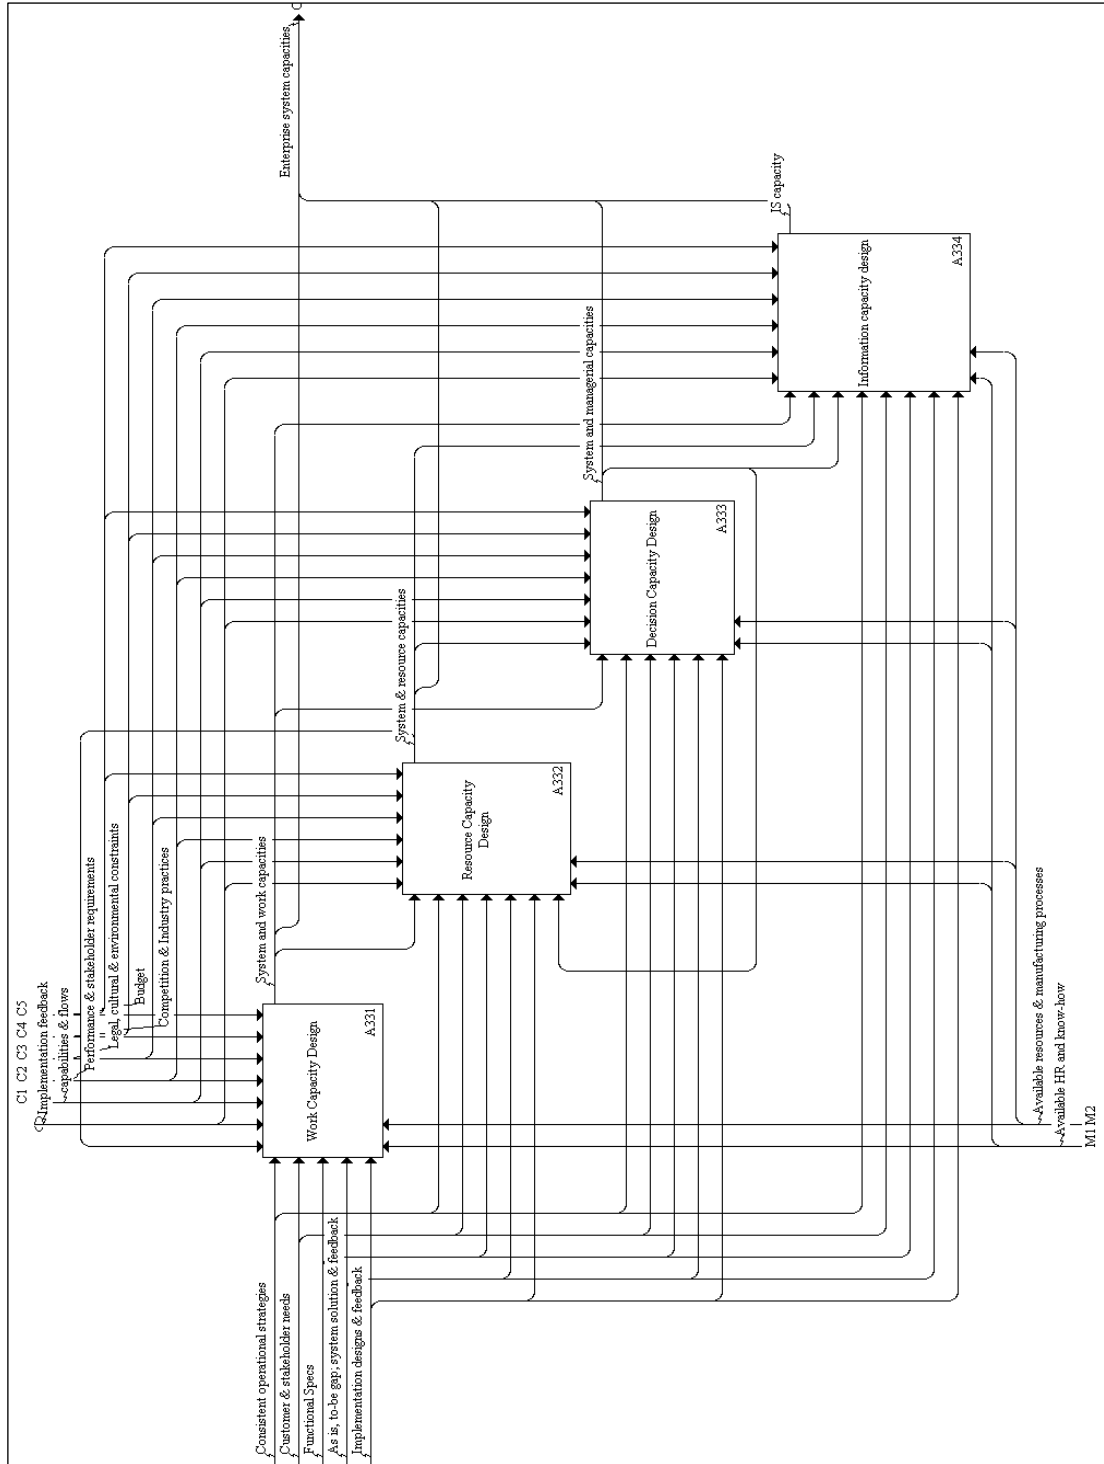 C1 C2 C3 C4 C5
Implementation feedback
capabilities & flows
Performance & stakeholder requirements
Legal, cultural & environmental constraints
Budget
Competition & Industry practices
Consistent operational strategies
Customer & stakeholder needs
Functional Specs
As is, to-be gap; system solution & feedback
Implementation designs & feedback
Work Capacity Design
A331
System and work capacities
Resource Capacity
Design
A332
System & resource capacities
Decision Capacity Design
A333
System and managerial capacities
Information capacity design
A334
IS capacity
Enterprise system capacities
Available resources & manufacturing processes
Available HR and know-how
M1 M2